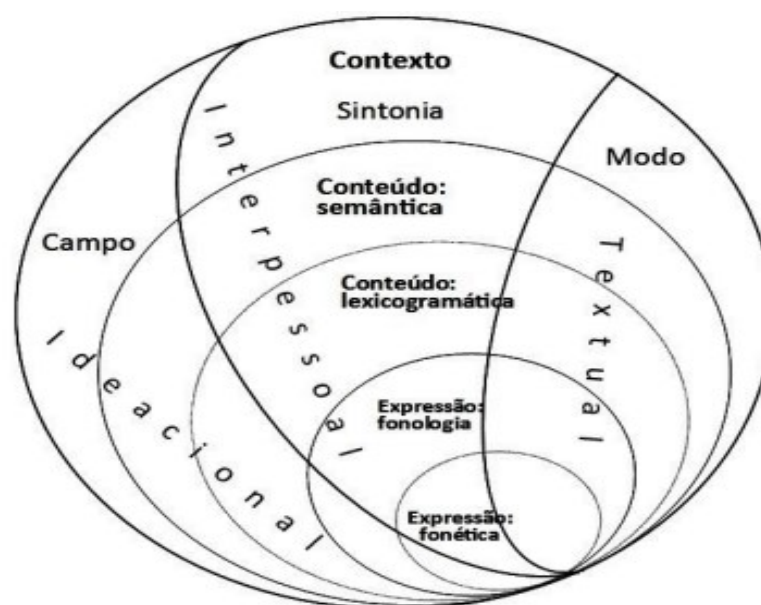 Contexto
Sintonia
Modo
Campo
Interpessoal
Conteúdo:
semântica
Textual
Conteúdo:
lexicogramática
Ideacional
Expressão:
fonologia
Expressão:
fonética